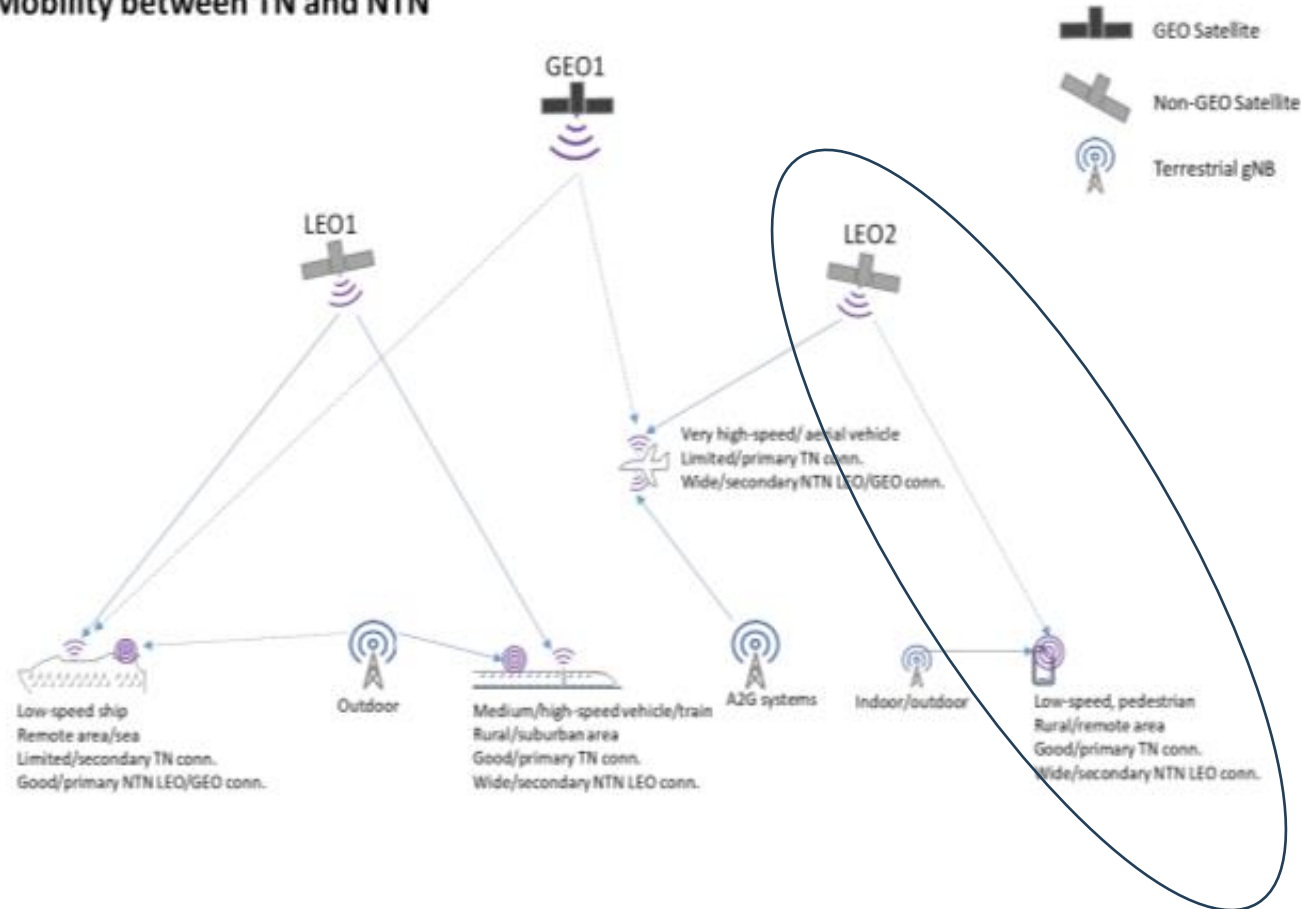 Mobility between TN and NTN
GEO Satellite
Non-GEO Satellite
Terrestrial gNB
GEO1
LEO1
LEO2
Very high-speed/ aerial vehicle
Limited/primary TN conn.
Wide/secondary NTN LEO/GEO conn.
Outdoor
A2G systems
Indoor/outdoor
Low-speed ship
Remote area/sea
Limited/secondary TN conn.
Good/primary NTN LEO/GEO conn.
Medium/high-speed vehicle/train
Rural/suburban area
Good/primary TN conn.
Wide/secondary NTN LEO conn.
Low-speed, pedestrian
Rural/remote area
Good/primary TN conn.
Wide/secondary NTN LEO conn.